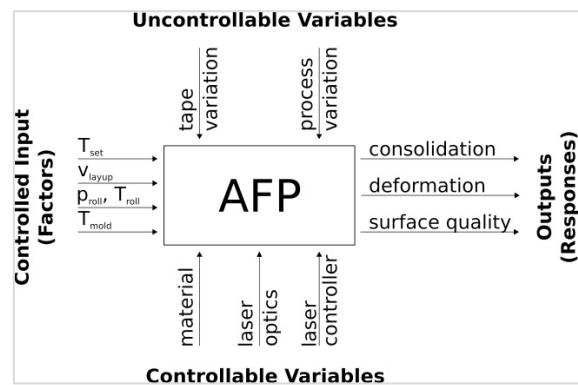 Uncontrollable Variables
tape
variation
process
variation
Controlled Input
(Factors)
T_set
v_layup
p_roll, T_roll
T_mold
AFP
consolidation
deformation
surface quality
Outputs
(Responses)
material
laser
optics
laser
controller
Controllable Variables